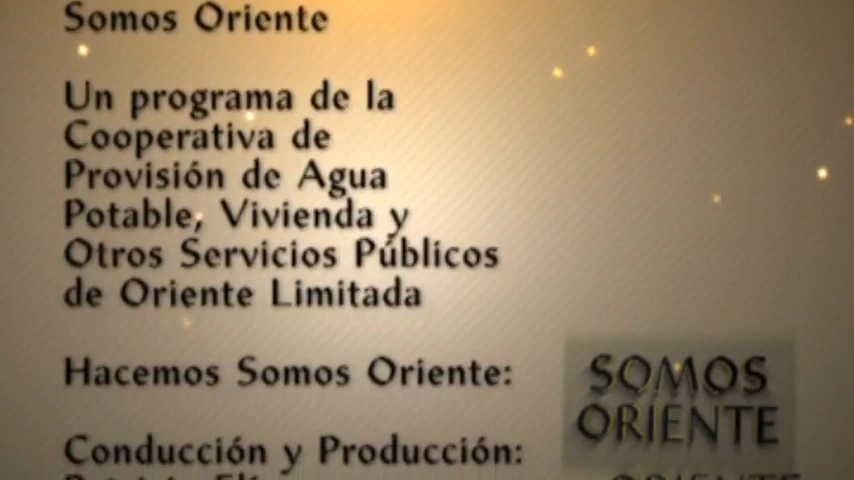 Somos Oriente
Un programa de la
Cooperativa de
Provisión de Agua
Potable, Vivienda y
Otros Servicios Públicos
de Oriente Limitada
Hacemos Somos Oriente:
SOMOS
ORIENTE
Conducción y Producción: